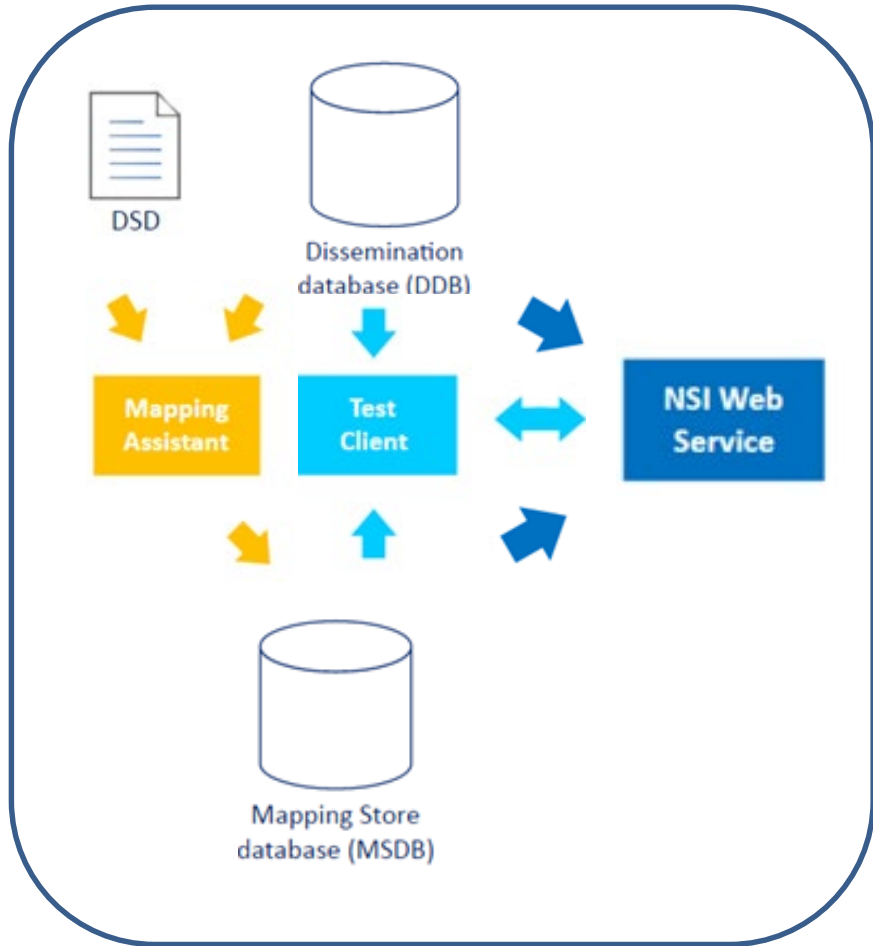 DSD
Dissemination
database (DDB)
Mapping
Assistant
Test
Client
NSI Web
Service
Mapping Store
database (MSDB)